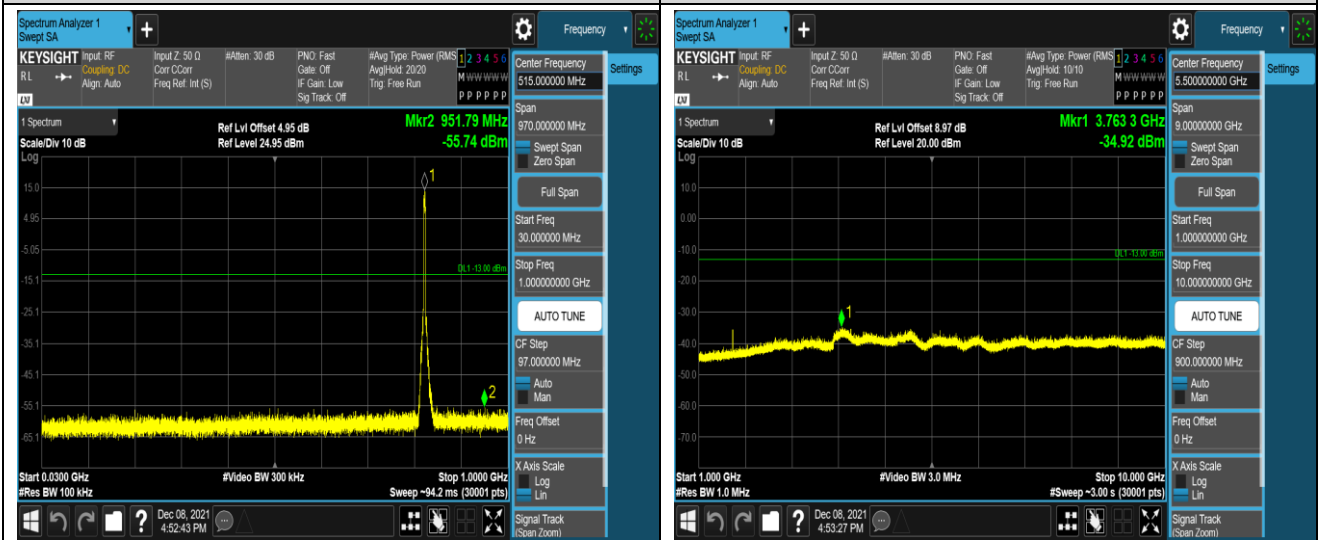 Spectrum Analyzer 1
Swept SA
+
Frequency
KEYSIGHT
RL
LXI
Input: RF
Coupling: DC
Align: Auto
Input Z: 50 Ω
Corr CCorr
Freq Ref: Int (S)
#Atten: 30 dB
PNO: Fast
Gate: Off
IF Gain: Low
Sig Track: Off
#Avg Type: Power (RMS
Avg|Hold: 20/20
Trig: Free Run
1 2 3 4 5 6
M W W W W W
P P P P P P
1 Spectrum
Scale/Div 10 dB
Log
Ref Lvl Offset 4.95 dB
Ref Level 24.95 dBm
Mkr2 951.79 MHz
-55.74 dBm
1
15.0
4.95
-5.05
DL1 -13.00 dBm
-15.1
-25.1
-35.1
-45.1
2
-55.1
-65.1
Start 0.0300 GHz
#Res BW 100 kHz
#Video BW 300 kHz
Stop 1.0000 GHz
Sweep ~94.2 ms (30001 pts)
?
Dec 08, 2021
4:52:43 PM
Center Frequency
515.000000 MHz
Span
970.000000 MHz
Swept Span
Zero Span
Full Span
Start Freq
30.000000 MHz
Stop Freq
1.000000000 GHz
AUTO TUNE
CF Step
97.000000 MHz
Auto
Man
Freq Offset
0 Hz
X Axis Scale
Log
Lin
Signal Track
(Span Zoom)
Settings
Spectrum Analyzer 1
Swept SA
+
Frequency
KEYSIGHT
RL
LXI
Input: RF
Coupling: DC
Align: Auto
Input Z: 50 Ω
Corr CCorr
Freq Ref: Int (S)
#Atten: 30 dB
PNO: Fast
Gate: Off
IF Gain: Low
Sig Track: Off
#Avg Type: Power (RMS
Avg|Hold: 10/10
Trig: Free Run
1 2 3 4 5 6
M W W W W W
P P P P P P
1 Spectrum
Scale/Div 10 dB
Log
Ref Lvl Offset 8.97 dB
Ref Level 20.00 dBm
Mkr1 3.763 3 GHz
-34.92 dBm
10.0
0.00
-10.0
DL1 -13.00 dBm
-20.0
-30.0
1
-40.0
-50.0
-60.0
-70.0
Start 1.000 GHz
#Res BW 1.0 MHz
#Video BW 3.0 MHz
Stop 10.000 GHz
#Sweep ~3.00 s (30001 pts)
?
Dec 08, 2021
4:53:27 PM
Center Frequency
5.500000000 GHz
Span
9.00000000 GHz
Swept Span
Zero Span
Full Span
Start Freq
1.000000000 GHz
Stop Freq
10.000000000 GHz
AUTO TUNE
CF Step
900.000000 MHz
Auto
Man
Freq Offset
0 Hz
X Axis Scale
Log
Lin
Signal Track
(Span Zoom)
Settings